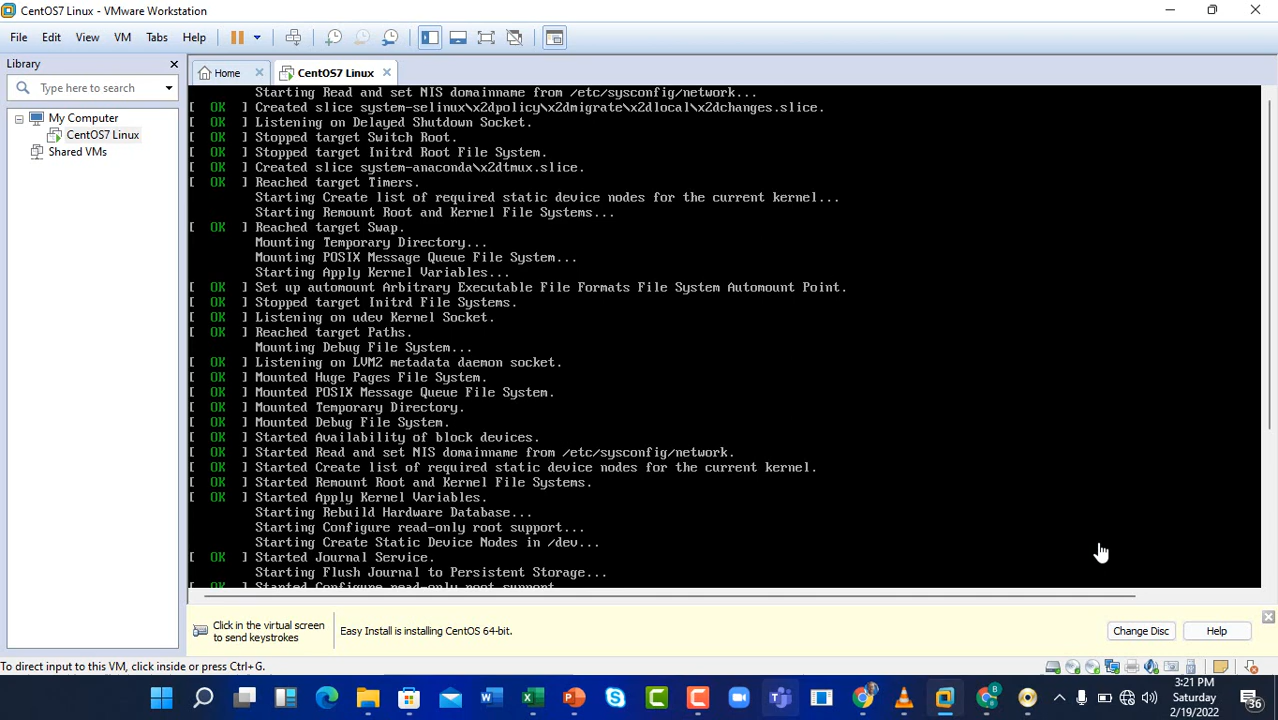 CentOS7 Linux - VMware Workstation
File Edit View VM Tabs Help
Library
Type here to search
My Computer
CentOS7 Linux
Shared VMs
Home
CentOS7 Linux
Starting Read and set NIS domainname from /etc/sysconfig/network...
[ OK ] Created slice system-selinux\x2dpolicy\x2dmigrate\x2dlocal\x2dchanges.slice.
[ OK ] Listening on Delayed Shutdown Socket.
[ OK ] Stopped target Switch Root.
[ OK ] Stopped target Initrd Root File System.
[ OK ] Created slice system-anaconda\x2dtmux.slice.
[ OK ] Reached target Timers.
Starting Create list of required static device nodes for the current kernel...
Starting Remount Root and Kernel File Systems...
[ OK ] Reached target Swap.
Mounting Temporary Directory...
Mounting POSIX Message Queue File System...
Starting Apply Kernel Variables...
[ OK ] Set up automount Arbitrary Executable File Formats File System Automount Point.
[ OK ] Stopped target Initrd File Systems.
[ OK ] Listening on udev Kernel Socket.
[ OK ] Reached target Paths.
Mounting Debug File System...
[ OK ] Listening on LVM2 metadata daemon socket.
[ OK ] Mounted Huge Pages File System.
[ OK ] Mounted POSIX Message Queue File System.
[ OK ] Mounted Temporary Directory.
[ OK ] Mounted Debug File System.
[ OK ] Started Availability of block devices.
[ OK ] Started Read and set NIS domainname from /etc/sysconfig/network.
[ OK ] Started Create list of required static device nodes for the current kernel.
[ OK ] Started Remount Root and Kernel File Systems.
[ OK ] Started Apply Kernel Variables.
Starting Rebuild Hardware Database...
Starting Configure read-only root support...
Starting Create Static Device Nodes in /dev...
[ OK ] Started Journal Service.
Starting Flush Journal to Persistent Storage...
[ OK ] Started Configure read-only root support.
Click in the virtual screen
to send keystrokes
Easy Install is installing CentOS 64-bit.
Change Disc
Help
To direct input to this VM, click inside or press Ctrl+G.
3:21 PM
Saturday
2/19/2022
36